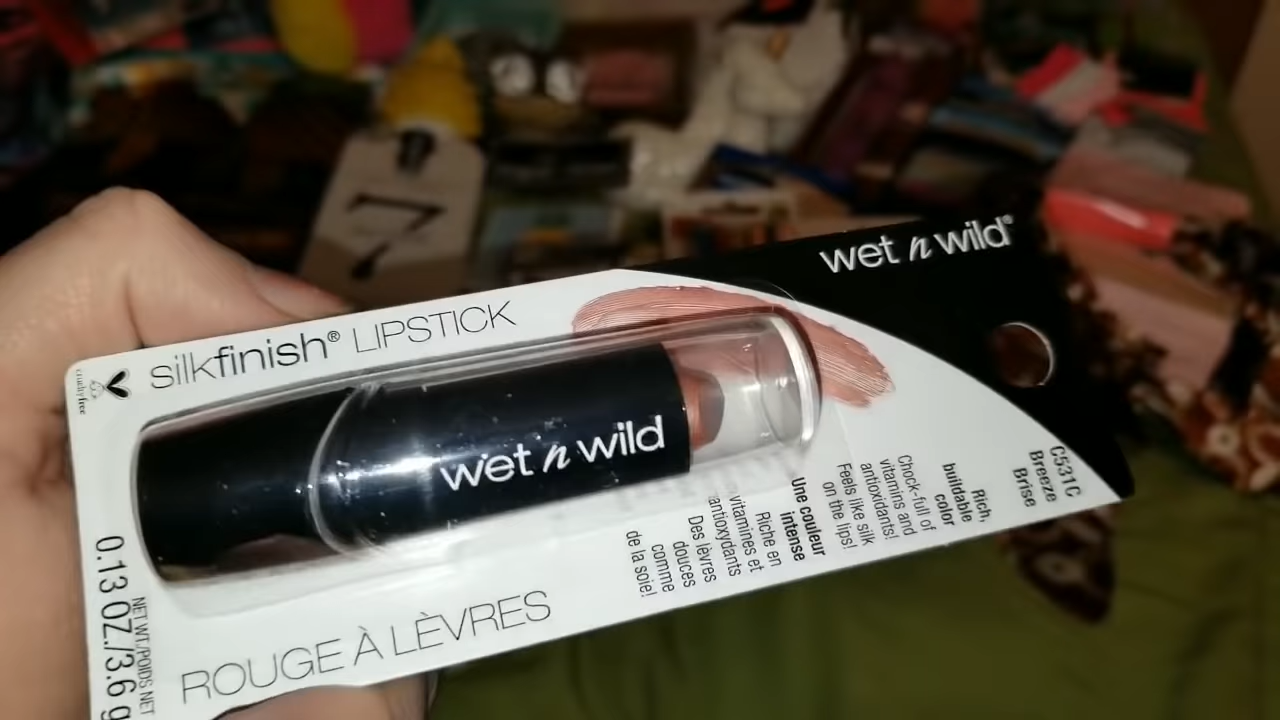 wet n wild®
silkfinish® LIPSTICK
crueltyfree
wet n wild
C531C
Breeze
Brise
Rich,
buildable
color
Chock-full of
vitamins and
antioxidants!
Feels like silk
on the lips!
Une couleur
intense
Riche en
vitamines et
antioxydants
Des lèvres
douces
comme
de la soie!
ROUGE À LÈVRES
NET WT./POIDS NET
0.13 OZ./3.6 g
7